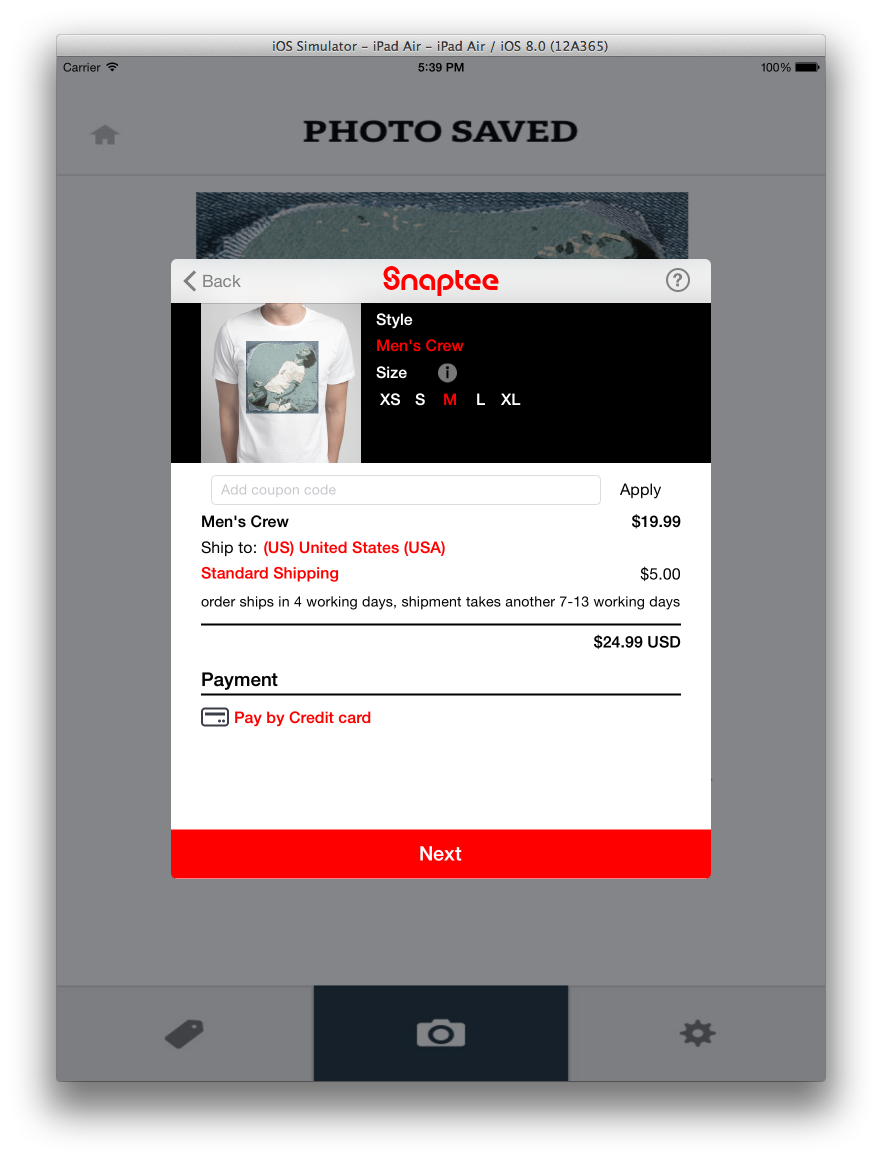 iOS Simulator – iPad Air – iPad Air / iOS 8.0 (12A365)
Carrier 5:39 PM 100%
PHOTO SAVED
Back Snaptee ?
Style
Men's Crew
Size i
XS S M L XL
Add coupon code Apply
Men's Crew $19.99
Ship to: (US) United States (USA)
Standard Shipping $5.00
order ships in 4 working days, shipment takes another 7-13 working days
$24.99 USD
Payment
Pay by Credit card
Next